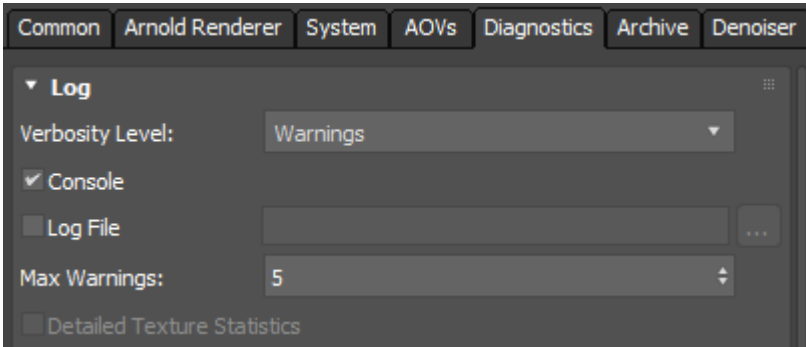 Common Arnold Renderer System AOVs Diagnostics Archive Denoiser
Log
Verbosity Level: Warnings
Console
Log File ...
Max Warnings: 5
Detailed Texture Statistics